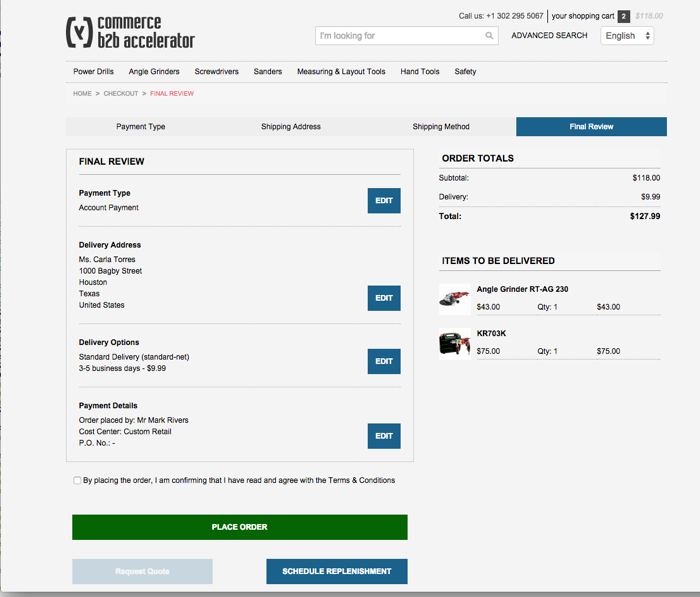 Call us: +1 302 295 5067 your shopping cart 2 $118.00
(y) commerce
b2b accelerator
I'm looking for
ADVANCED SEARCH
English
Power Drills Angle Grinders Screwdrivers Sanders Measuring & Layout Tools Hand Tools Safety
HOME > CHECKOUT > FINAL REVIEW
Payment Type Shipping Address Shipping Method Final Review
FINAL REVIEW
Payment Type
Account Payment
EDIT
Delivery Address
Ms. Carla Torres
1000 Bagby Street
Houston
Texas
United States
EDIT
Delivery Options
Standard Delivery (standard-net)
3-5 business days - $9.99
EDIT
Payment Details
Order placed by: Mr Mark Rivers
Cost Center: Custom Retail
P.O. No.: -
EDIT
By placing the order, I am confirming that I have read and agree with the Terms & Conditions
PLACE ORDER
Request Quote
SCHEDULE REPLENISHMENT
ORDER TOTALS
Subtotal: $118.00
Delivery: $9.99
Total: $127.99
ITEMS TO BE DELIVERED
Angle Grinder RT-AG 230
$43.00 Qty: 1 $43.00
KR703K
$75.00 Qty: 1 $75.00